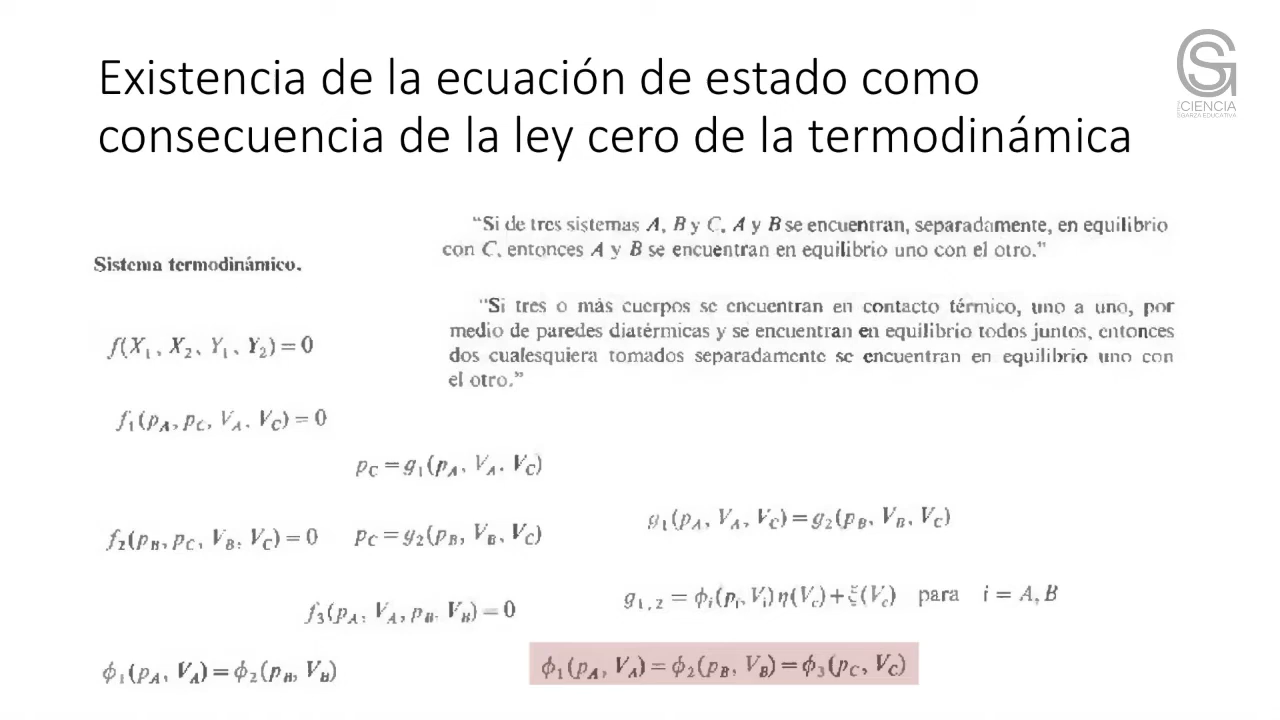 Existencia de la ecuación de estado como
consecuencia de la ley cero de la termodinámica
CIENCIA
SGARZA EDUCATIVA
"Si de tres sistemas A, B y C, A y B se encuentran, separadamente, en equilibrio
con C, entonces A y B se encuentran en equilibrio uno con el otro."
Sistema termodinámico.
"Si tres o más cuerpos se encuentran en contacto térmico, uno a uno, por
medio de paredes diatérmicas y se encuentran en equilibrio todos juntos, entonces
dos cualesquiera tomados separadamente se encuentran en equilibrio uno con
el otro."
f(X₁, X₂, Y₁, Y₂) = 0
f₁(p_A, p_C, V_A, V_C) = 0
p_C = g₁(p_A, V_A, V_C)
f₂(p_B, p_C, V_B, V_C) = 0
p_C = g₂(p_B, V_B, V_C)
g₁(p_A, V_A, V_C) = g₂(p_B, V_B, V_C)
g₁,₂ = ϕᵢ(pᵢ, Vᵢ) η(V_c) + ξ(V_c) para i = A, B
f₃(p_A, V_A, p_B, V_B) = 0
ϕ₁(p_A, V_A) = ϕ₂(p_B, V_B)
ϕ₁(p_A, V_A) = ϕ₂(p_B, V_B) = ϕ₃(p_C, V_C)